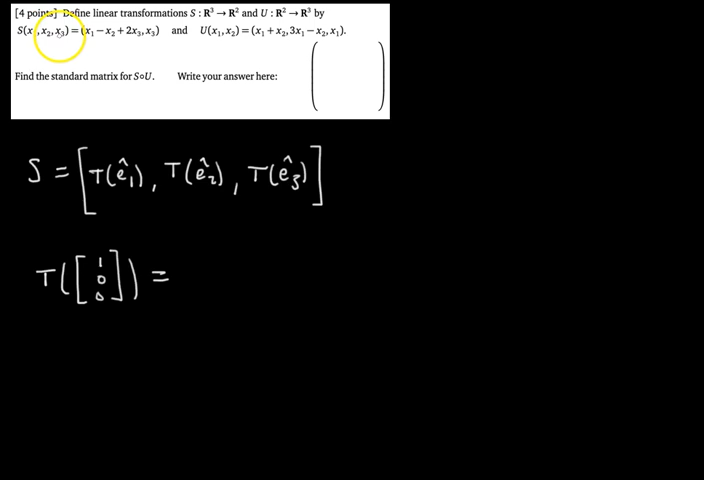 [4 points] Define linear transformations S : R³ → R² and U : R² → R³ by
S(x₁,x₂,x₃) = (x₁ − x₂ + 2x₃, x₃) and U(x₁,x₂) = (x₁ + x₂, 3x₁ − x₂, x₁).
Find the standard matrix for S∘U. Write your answer here:
S = [T(ê₁), T(ê₂), T(ê₃)]
T([1 0 0]) =